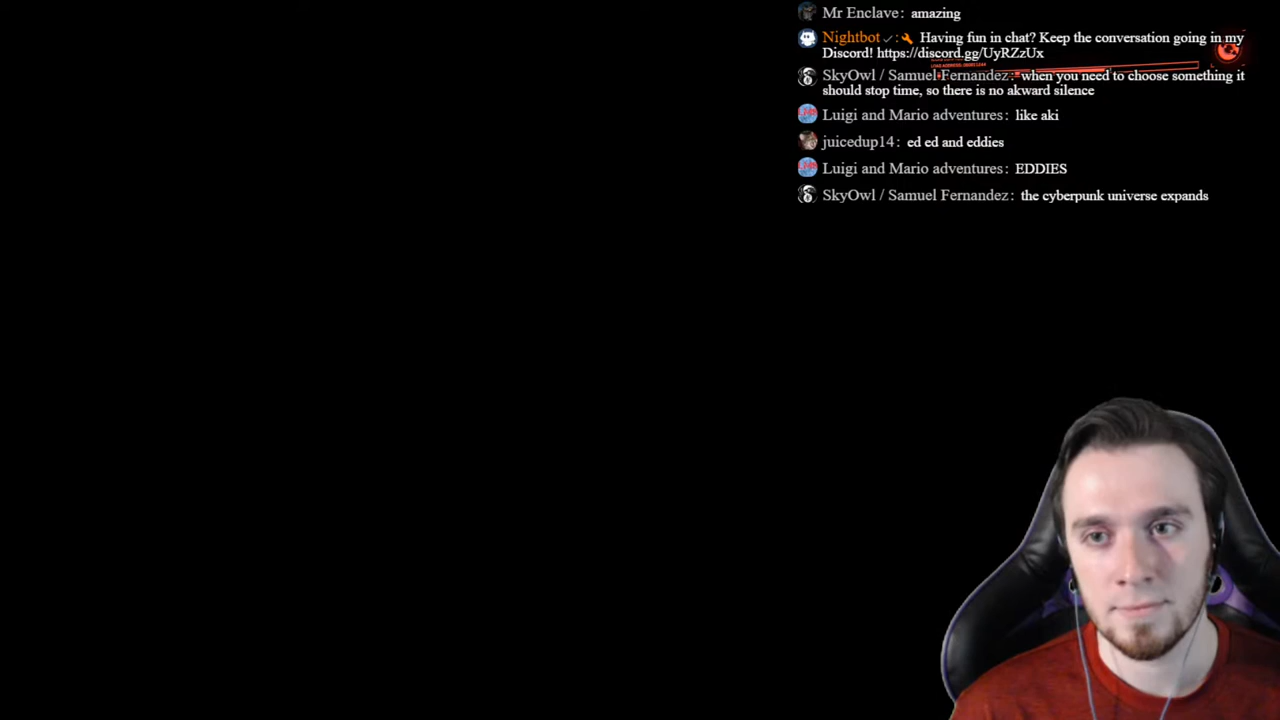 Mr Enclave: amazing
Nightbot: Having fun in chat? Keep the conversation going in my
Discord! https://discord.gg/UyRZzUx
SkyOwl / Samuel Fernandez: when you need to choose something it
should stop time, so there is no akward silence
Luigi and Mario adventures: like aki
juicedup14: ed ed and eddies
Luigi and Mario adventures: EDDIES
SkyOwl / Samuel Fernandez: the cyberpunk universe expands